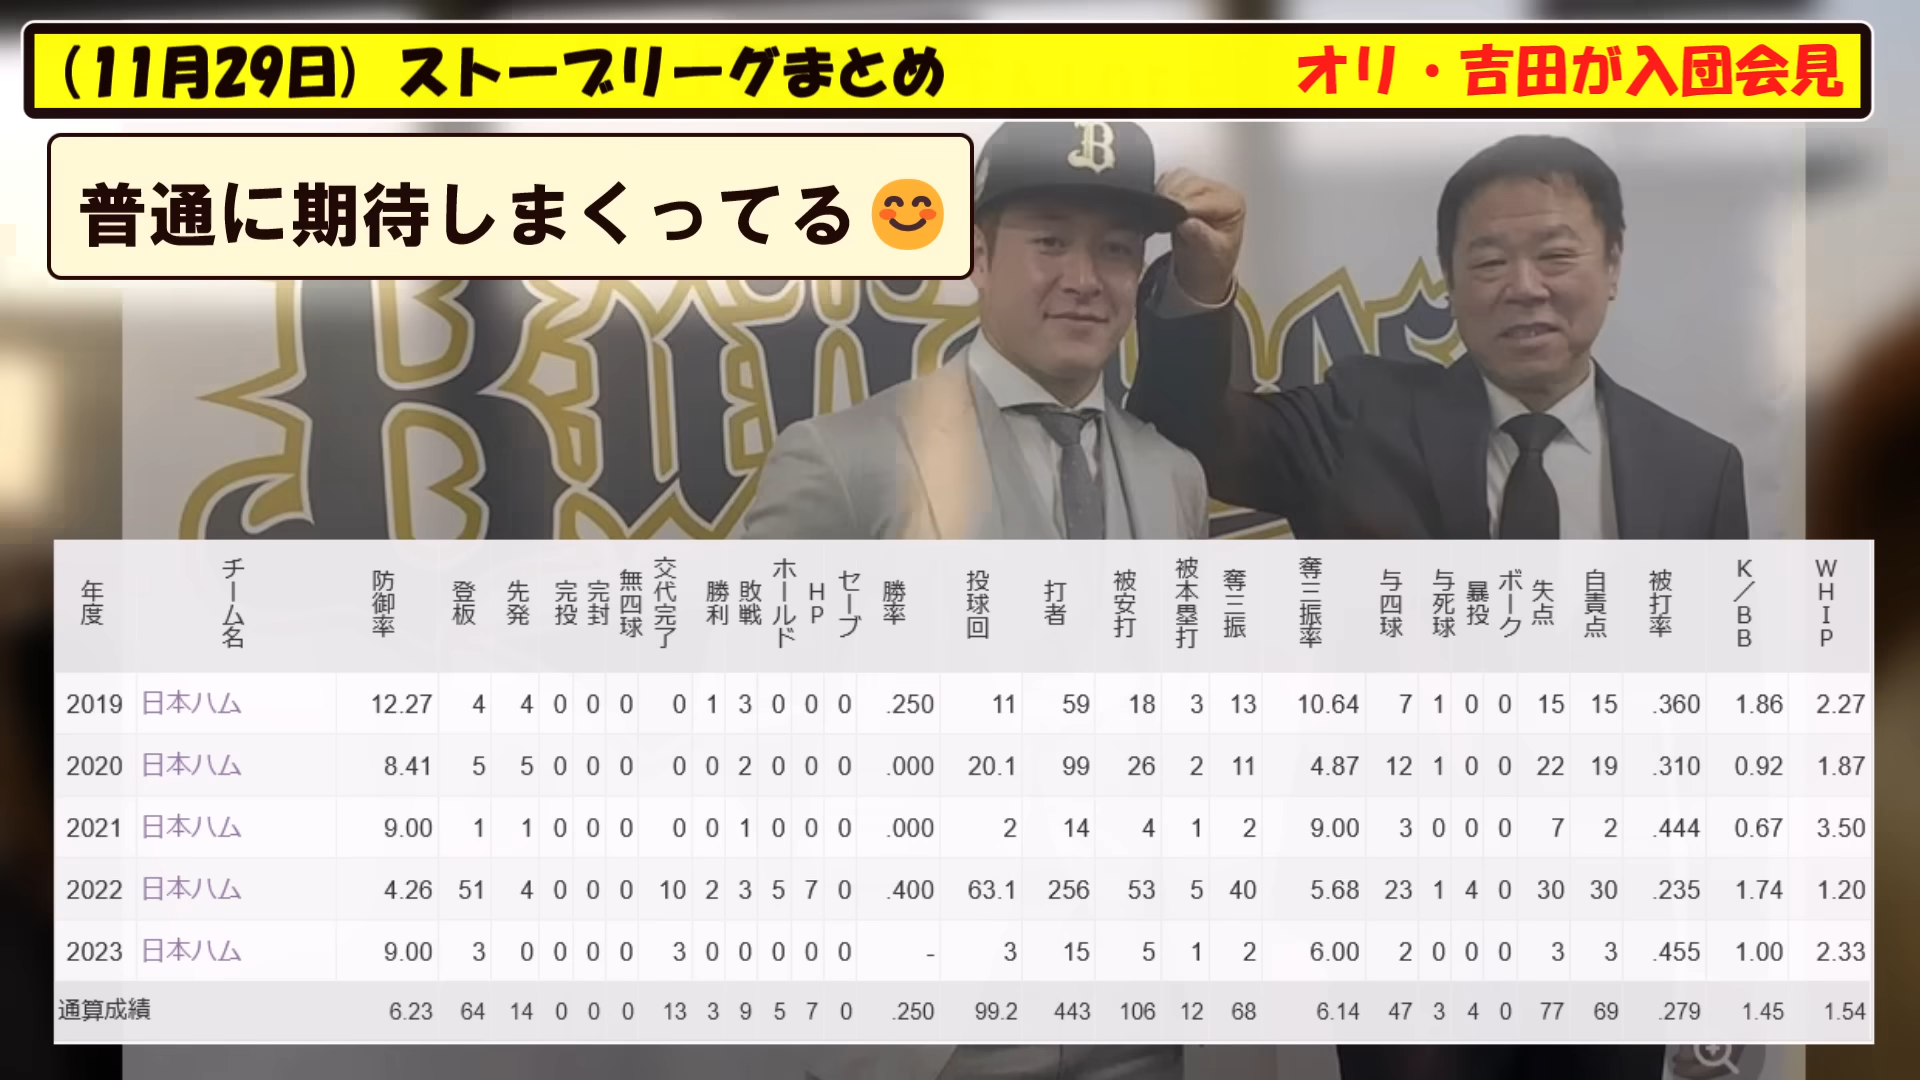 （11月29日）ストーブリーグまとめ オリ・吉田が入団会見
普通に期待しまくってる😊
B
年度 チーム名 防御率 登板 先発 完投 完封 無四球 交代完了 勝利 敗戦 ホールド HP セーブ 勝率 投球回 打者 被安打 被本塁打 奪三振 奪三振率 与四球 与死球 暴投 ボーク 失点 自責点 被打率 K／BB WHIP
2019 日本ハム 12.27 4 4 0 0 0 0 1 3 0 0 0 .250 11 59 18 3 13 10.64 7 1 0 0 15 15 .360 1.86 2.27
2020 日本ハム 8.41 5 5 0 0 0 0 0 2 0 0 0 .000 20.1 99 26 2 11 4.87 12 1 0 0 22 19 .310 0.92 1.87
2021 日本ハム 9.00 1 1 0 0 0 0 0 1 0 0 0 .000 2 14 4 1 2 9.00 3 0 0 0 7 2 .444 0.67 3.50
2022 日本ハム 4.26 51 4 0 0 0 10 2 3 5 7 0 .400 63.1 256 53 5 40 5.68 23 1 4 0 30 30 .235 1.74 1.20
2023 日本ハム 9.00 3 0 0 0 0 3 0 0 0 0 0 - 3 15 5 1 2 6.00 2 0 0 0 3 3 .455 1.00 2.33
通算成績 6.23 64 14 0 0 0 13 3 9 5 7 0 .250 99.2 443 106 12 68 6.14 47 3 4 0 77 69 .279 1.45 1.54